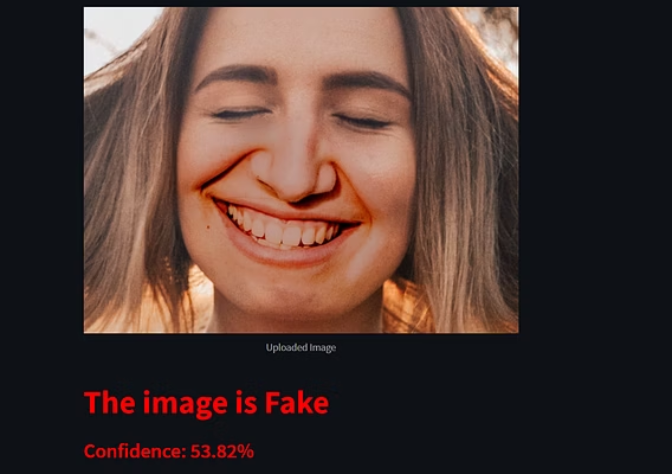 Uploaded Image
The image is Fake
Confidence: 53.82%